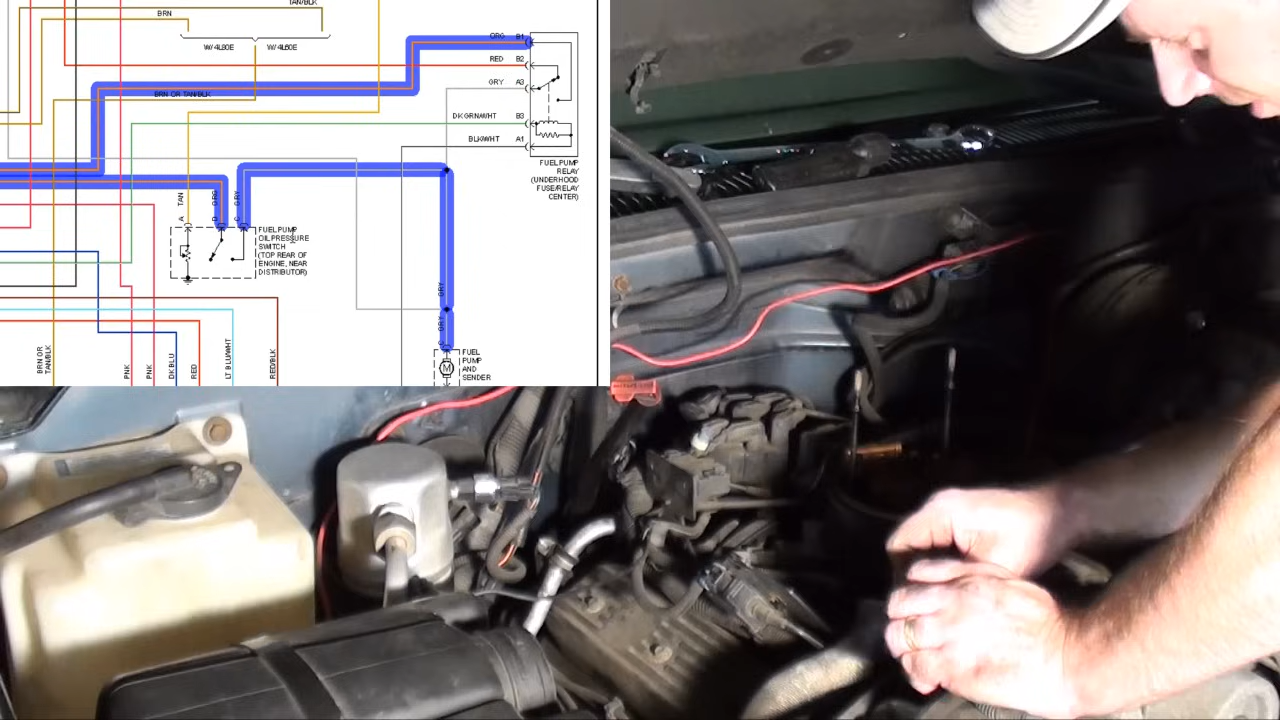 TAN/BLK
BRN
W/ 4L80E
W/ 4L60E
ORG B1
RED B2
GRY A3
BRN OR TAN/BLK
DK GRN/WHT B3
BLK/WHT A1
FUEL PUMP
RELAY
(UNDERHOOD
FUSE/RELAY
CENTER)
TAN A
ORG D
GRY C
FUEL PUMP
OIL PRESSURE
SWITCH
(TOP REAR OF
ENGINE, NEAR
DISTRIBUTOR)
GRY
GRY
BRN OR
TAN/BLK
PNK
PNK
DK BLU
RED
LT BLU/WHT
RED/BLK
M
FUEL
PUMP
AND
SENDER